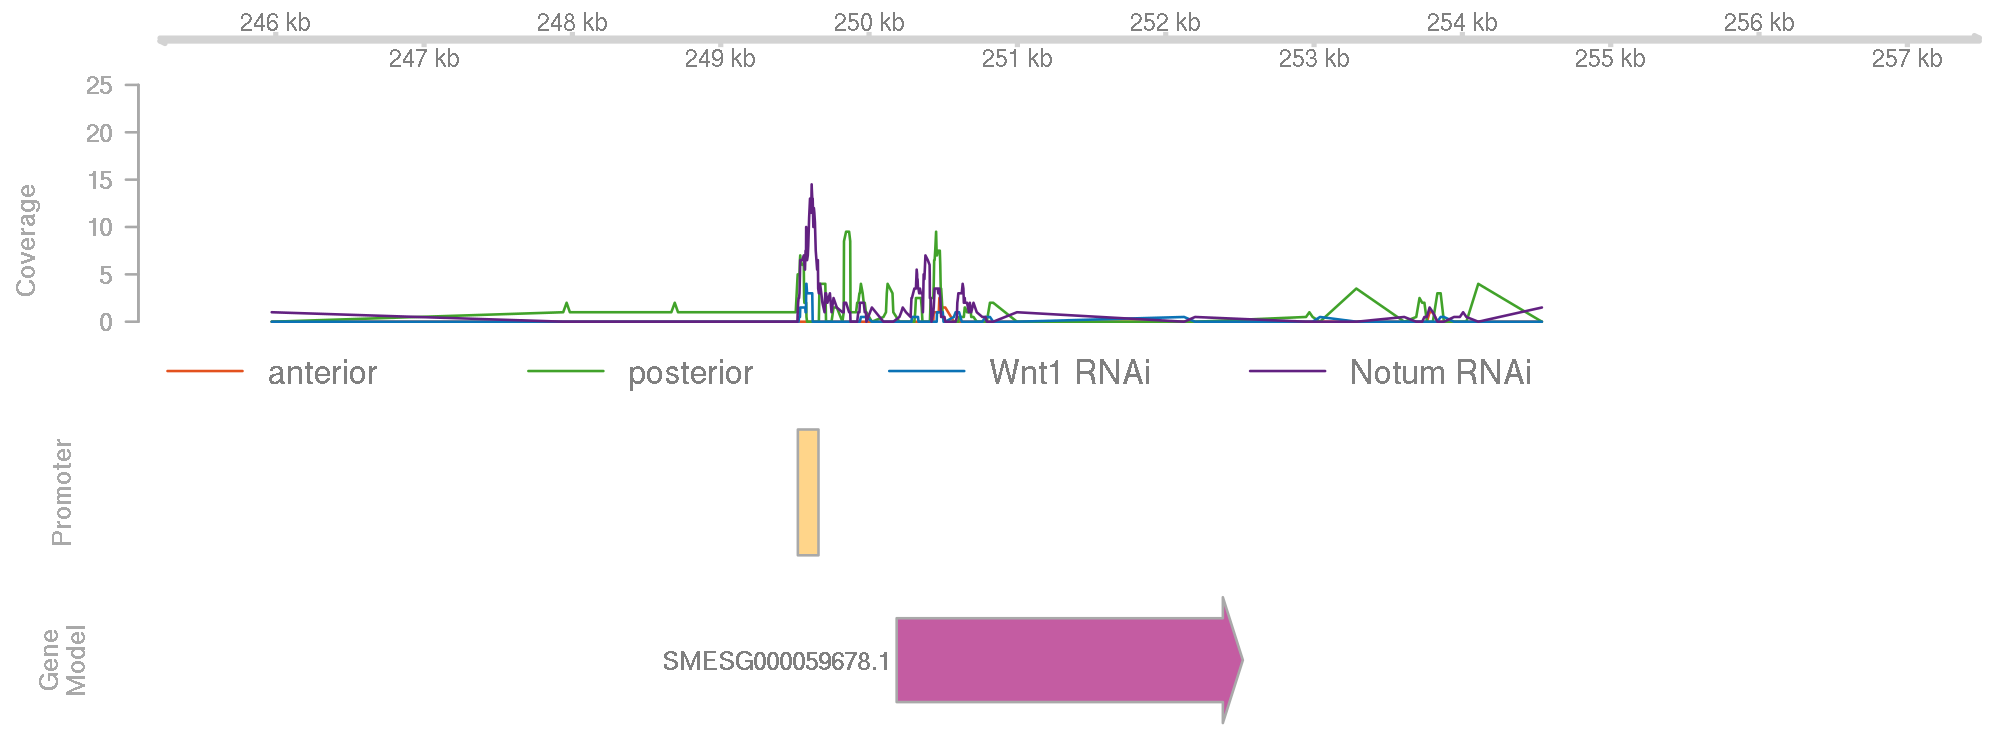 246 kb 248 kb 250 kb 252 kb 254 kb 256 kb
247 kb 249 kb 251 kb 253 kb 255 kb 257 kb
25
20
15
10
5
0
Coverage
anterior posterior Wnt1 RNAi Notum RNAi
Promoter
Gene
Model
SMESG000059678.1